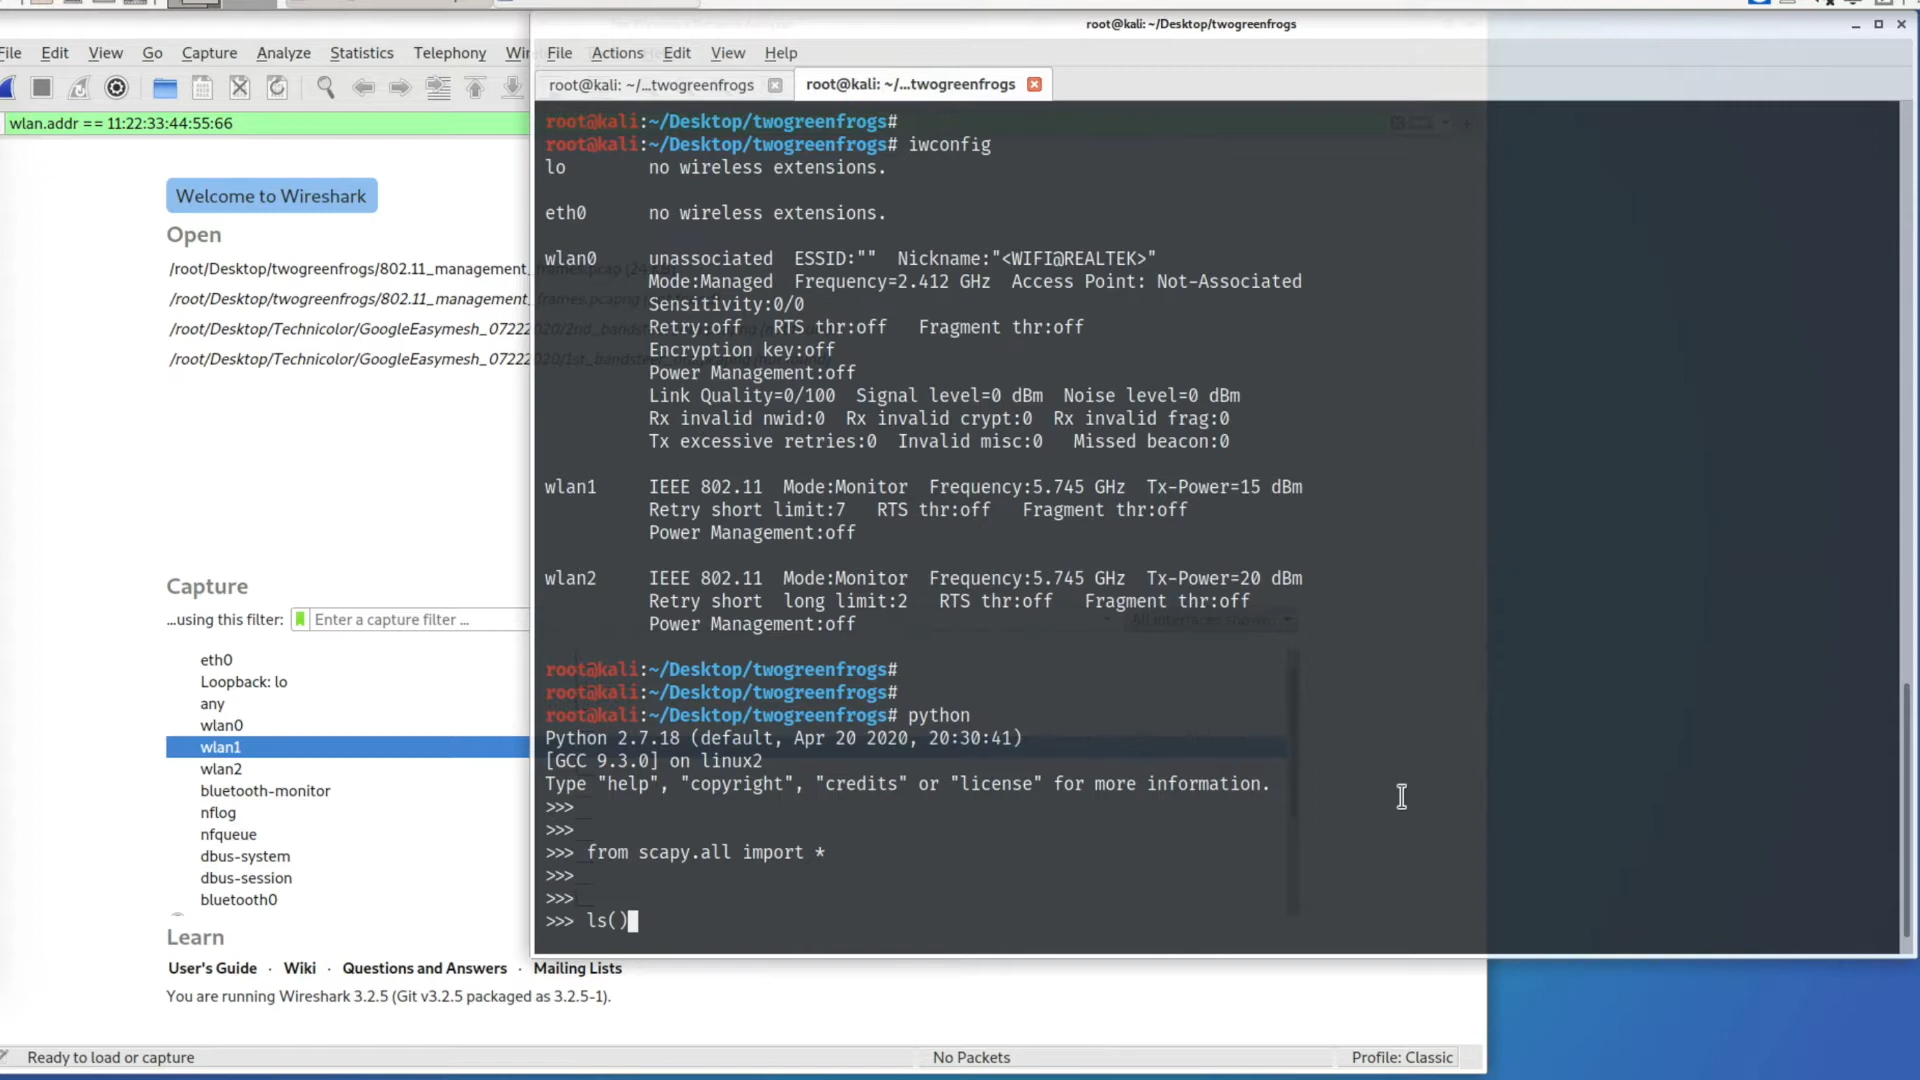 root@kali: ~/Desktop/twogreenfrogs
File Edit View Go Capture Analyze Statistics Telephony
wlan.addr == 11:22:33:44:55:66
Welcome to Wireshark
Open
/root/Desktop/twogreenfrogs/802.11_management_frames.pcap
/root/Desktop/twogreenfrogs/802.11_management_frames.pcapng
/root/Desktop/Technicolor/GoogleEasymesh_07222020/2nd_bandsteer
/root/Desktop/Technicolor/GoogleEasymesh_07222020/1st_bandsteer
Capture
...using this filter: Enter a capture filter ...
All interfaces shown
eth0
Loopback: lo
any
wlan0
wlan1
wlan2
bluetooth-monitor
nflog
nfqueue
dbus-system
dbus-session
bluetooth0
Learn
User's Guide · Wiki · Questions and Answers · Mailing Lists
You are running Wireshark 3.2.5 (Git v3.2.5 packaged as 3.2.5-1).
Ready to load or capture
No Packets
Profile: Classic
File Actions Edit View Help
root@kali: ~/...twogreenfrogs
root@kali: ~/...twogreenfrogs
root@kali:~/Desktop/twogreenfrogs#
root@kali:~/Desktop/twogreenfrogs# iwconfig
lo no wireless extensions.
eth0 no wireless extensions.
wlan0 unassociated ESSID:"" Nickname:"<WIFI@REALTEK>"
Mode:Managed Frequency=2.412 GHz Access Point: Not-Associated
Sensitivity:0/0
Retry:off RTS thr:off Fragment thr:off
Encryption key:off
Power Management:off
Link Quality=0/100 Signal level=0 dBm Noise level=0 dBm
Rx invalid nwid:0 Rx invalid crypt:0 Rx invalid frag:0
Tx excessive retries:0 Invalid misc:0 Missed beacon:0
wlan1 IEEE 802.11 Mode:Monitor Frequency:5.745 GHz Tx-Power=15 dBm
Retry short limit:7 RTS thr:off Fragment thr:off
Power Management:off
wlan2 IEEE 802.11 Mode:Monitor Frequency:5.745 GHz Tx-Power=20 dBm
Retry short long limit:2 RTS thr:off Fragment thr:off
Power Management:off
root@kali:~/Desktop/twogreenfrogs#
root@kali:~/Desktop/twogreenfrogs#
root@kali:~/Desktop/twogreenfrogs# python
Python 2.7.18 (default, Apr 20 2020, 20:30:41)
[GCC 9.3.0] on linux2
Type "help", "copyright", "credits" or "license" for more information.
>>>
>>>
>>> from scapy.all import *
>>>
>>>
>>> ls()